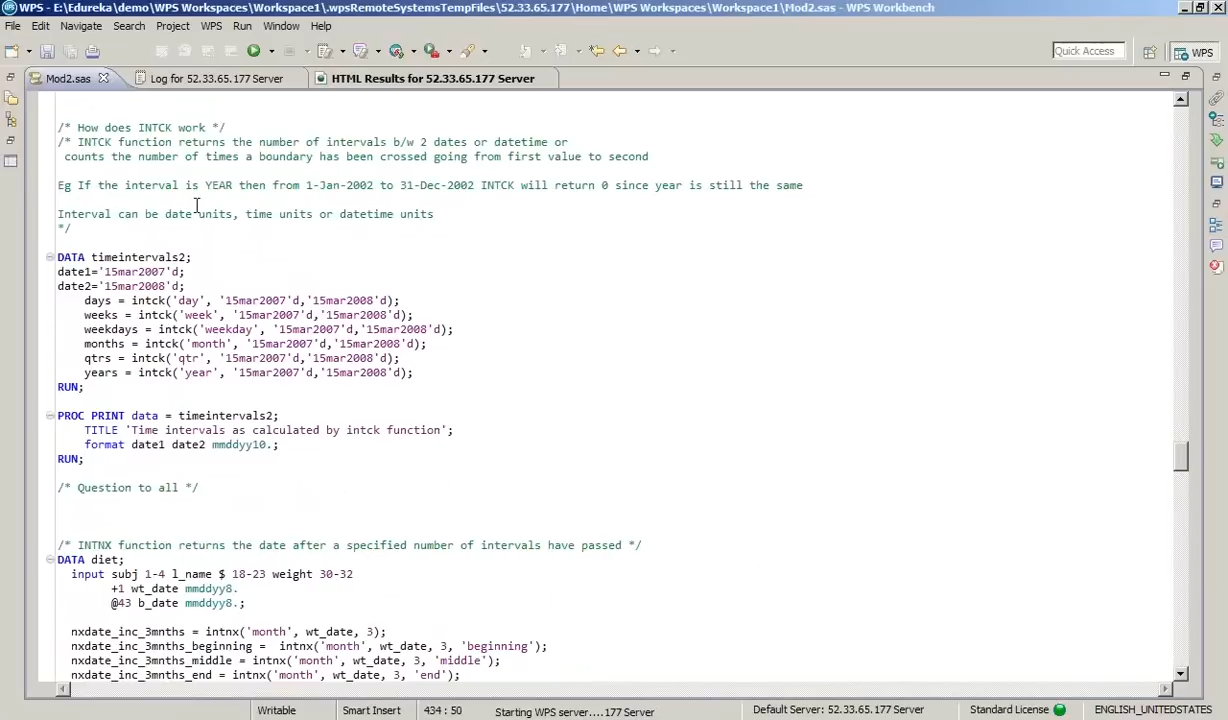 WPS - E:\Edureka\demo\WPS Workspaces\Workspace1\.wpsRemoteSystemsTempFiles\52.33.65.177\Home\WPS Workspaces\Workspace1\Mod2.sas - WPS Workbench
File Edit Navigate Search Project WPS Run Window Help
Quick Access WPS
Mod2.sas Log for 52.33.65.177 Server HTML Results for 52.33.65.177 Server
/* How does INTCK work */
/* INTCK function returns the number of intervals b/w 2 dates or datetime or
counts the number of times a boundary has been crossed going from first value to second
Eg If the interval is YEAR then from 1-Jan-2002 to 31-Dec-2002 INTCK will return 0 since year is still the same
Interval can be date units, time units or datetime units
*/
DATA timeintervals2;
date1='15mar2007'd;
date2='15mar2008'd;
days = intck('day', '15mar2007'd,'15mar2008'd);
weeks = intck('week', '15mar2007'd,'15mar2008'd);
weekdays = intck('weekday', '15mar2007'd,'15mar2008'd);
months = intck('month', '15mar2007'd,'15mar2008'd);
qtrs = intck('qtr', '15mar2007'd,'15mar2008'd);
years = intck('year', '15mar2007'd,'15mar2008'd);
RUN;
PROC PRINT data = timeintervals2;
TITLE 'Time intervals as calculated by intck function';
format date1 date2 mmddyy10.;
RUN;
/* Question to all */
/* INTNX function returns the date after a specified number of intervals have passed */
DATA diet;
input subj 1-4 l_name $ 18-23 weight 30-32
+1 wt_date mmddyy8.
@43 b_date mmddyy8.;
nxdate_inc_3mnths = intnx('month', wt_date, 3);
nxdate_inc_3mnths_beginning =  intnx('month', wt_date, 3, 'beginning');
nxdate_inc_3mnths_middle = intnx('month', wt_date, 3, 'middle');
nxdate_inc_3mnths_end = intnx('month', wt_date, 3, 'end');
Writable Smart Insert 434 : 50 Starting WPS server....177 Server Default Server: 52.33.65.177 Server Standard License ENGLISH_UNITEDSTATES